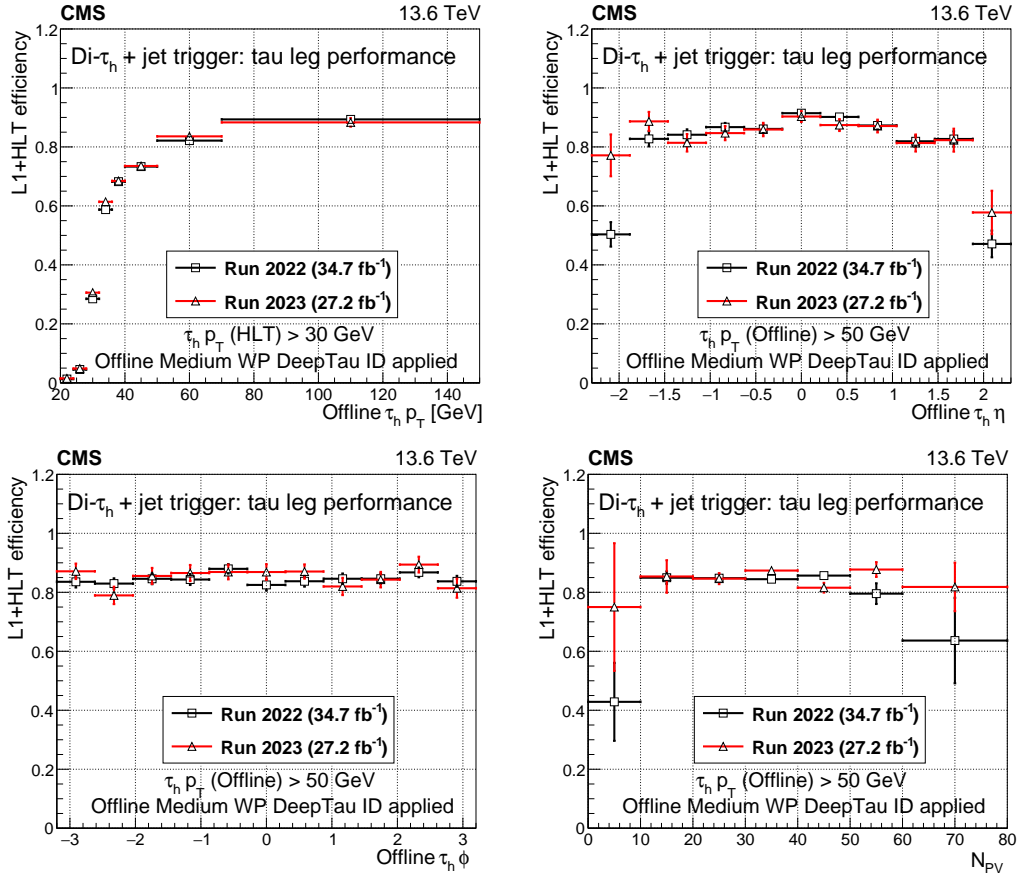 CMS 13.6 TeV
L1+HLT efficiency
1.2
1
0.8
0.6
0.4
0.2
0
Di-τh + jet trigger: tau leg performance
Run 2022 (34.7 fb⁻¹)
Run 2023 (27.2 fb⁻¹)
τh pT (HLT) > 30 GeV
Offline Medium WP DeepTau ID applied
20 40 60 80 100 120 140
Offline τh pT [GeV]
CMS 13.6 TeV
L1+HLT efficiency
1.2
1
0.8
0.6
0.4
0.2
0
Di-τh + jet trigger: tau leg performance
Run 2022 (34.7 fb⁻¹)
Run 2023 (27.2 fb⁻¹)
τh pT (Offline) > 50 GeV
Offline Medium WP DeepTau ID applied
−2 −1.5 −1 −0.5 0 0.5 1 1.5 2
Offline τh η
CMS 13.6 TeV
L1+HLT efficiency
1.2
1
0.8
0.6
0.4
0.2
0
Di-τh + jet trigger: tau leg performance
Run 2022 (34.7 fb⁻¹)
Run 2023 (27.2 fb⁻¹)
τh pT (Offline) > 50 GeV
Offline Medium WP DeepTau ID applied
−3 −2 −1 0 1 2 3
Offline τh ϕ
CMS 13.6 TeV
L1+HLT efficiency
1.2
1
0.8
0.6
0.4
0.2
0
Di-τh + jet trigger: tau leg performance
Run 2022 (34.7 fb⁻¹)
Run 2023 (27.2 fb⁻¹)
τh pT (Offline) > 50 GeV
Offline Medium WP DeepTau ID applied
0 10 20 30 40 50 60 70 80
NPV